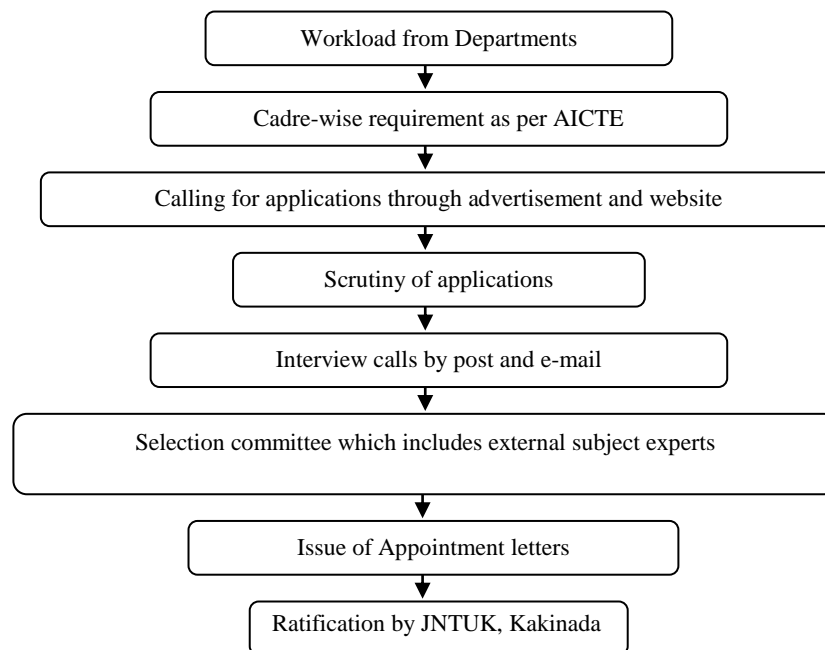 Workload from Departments
Cadre-wise requirement as per AICTE
Calling for applications through advertisement and website
Scrutiny of applications
Interview calls by post and e-mail
Selection committee which includes external subject experts
Issue of Appointment letters
Ratification by JNTUK, Kakinada